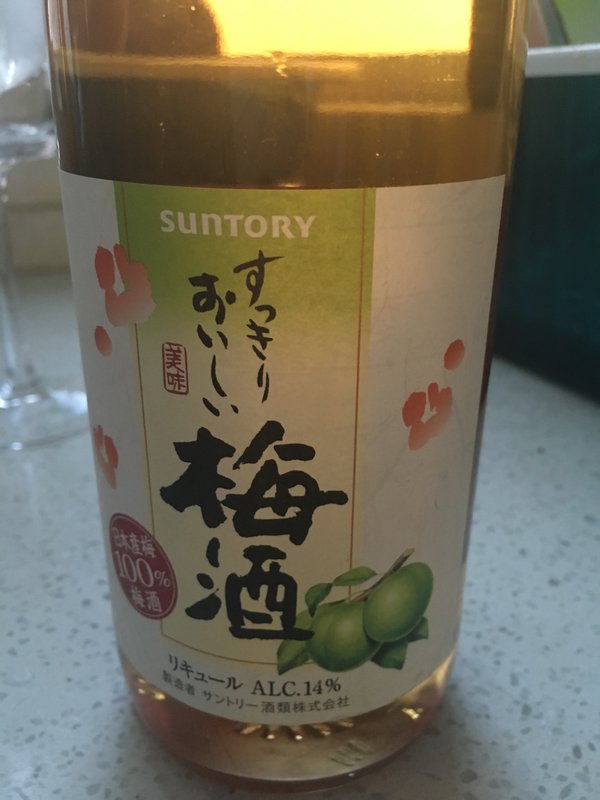 SUNTORY
すっきり
おいしい
美味
梅酒
日本産梅
100%
梅酒
リキュール ALC.14%
製造者 サントリー酒類株式会社